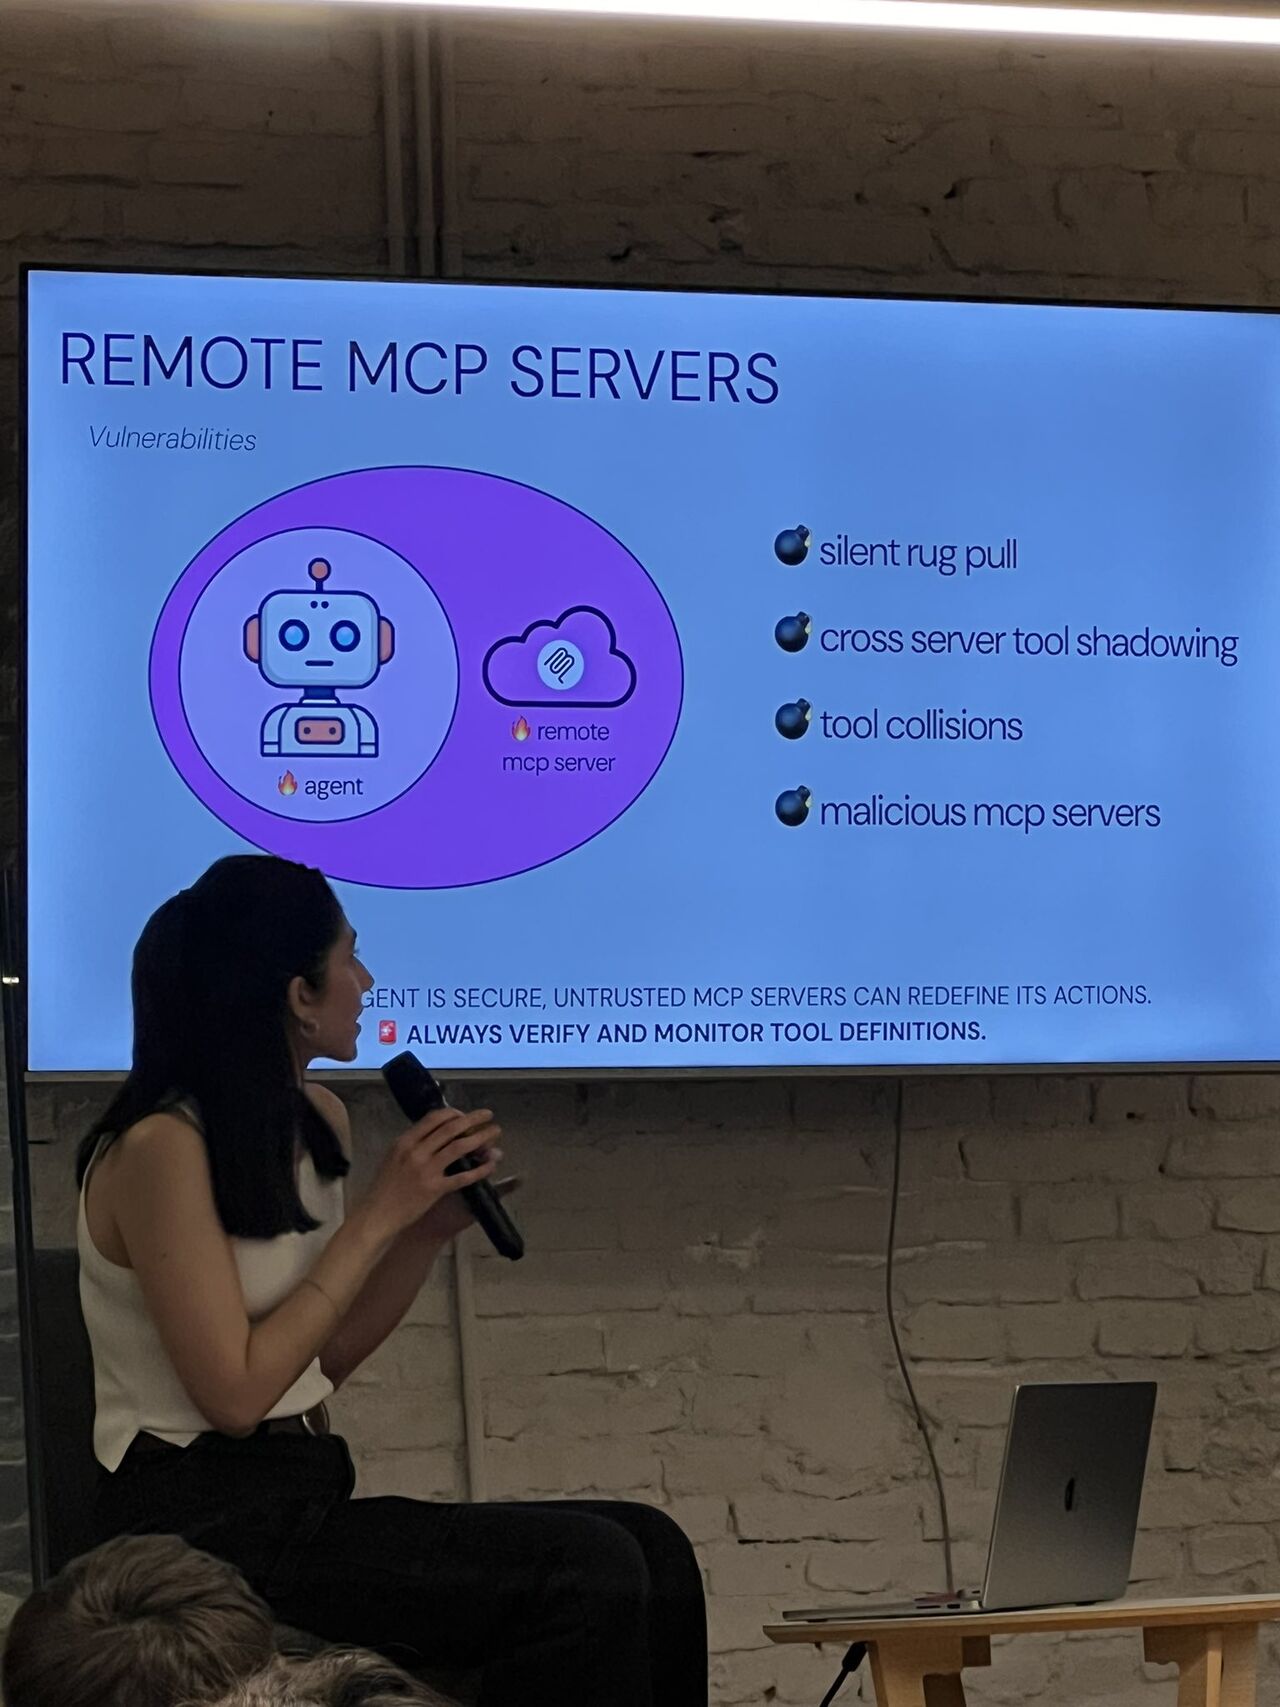 REMOTE MCP SERVERS
Vulnerabilities
silent rug pull
cross server tool shadowing
tool collisions
malicious mcp servers
🔥 agent
🔥 remote
mcp server
GENT IS SECURE, UNTRUSTED MCP SERVERS CAN REDEFINE ITS ACTIONS.
🚨 ALWAYS VERIFY AND MONITOR TOOL DEFINITIONS.